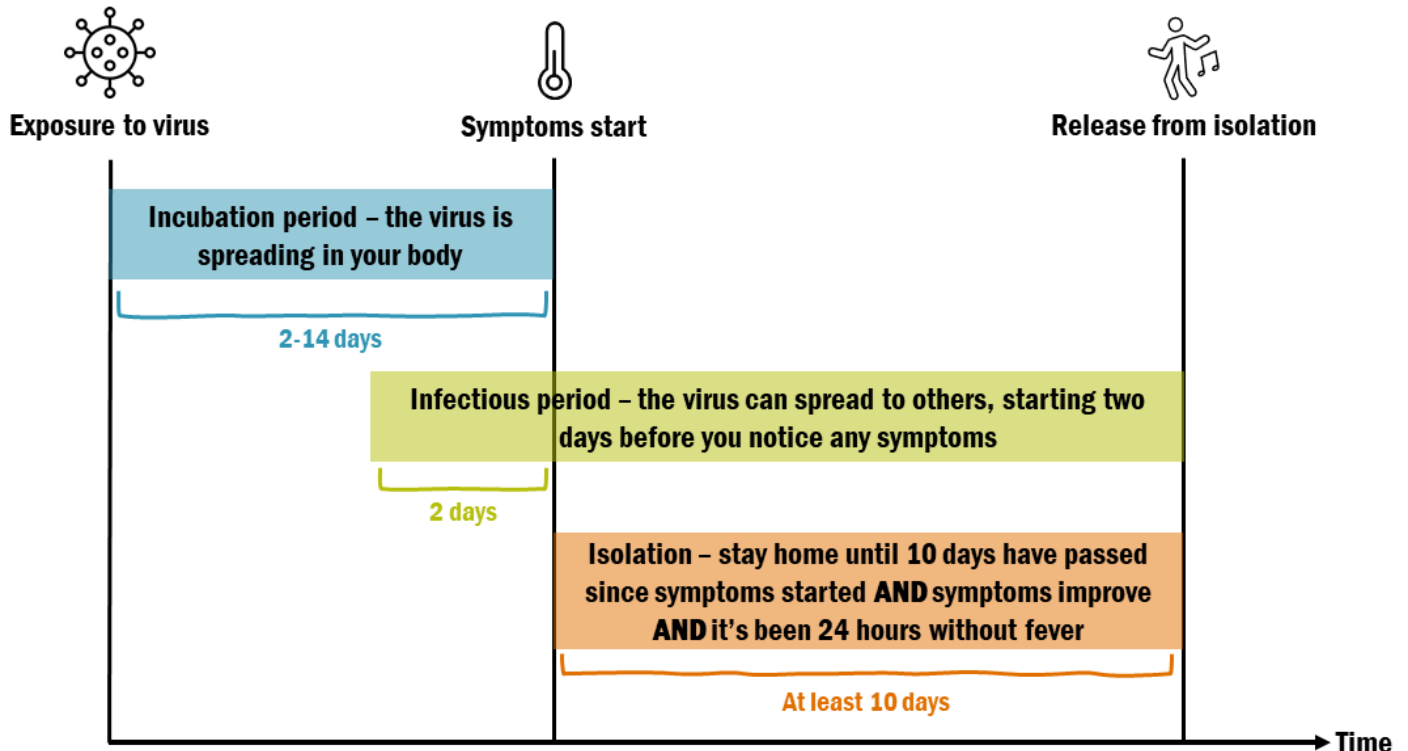 Exposure to virus
Symptoms start
Release from isolation
Incubation period – the virus is
spreading in your body
2-14 days
Infectious period – the virus can spread to others, starting two
days before you notice any symptoms
2 days
Isolation – stay home until 10 days have passed
since symptoms started AND symptoms improve
AND it's been 24 hours without fever
At least 10 days
Time